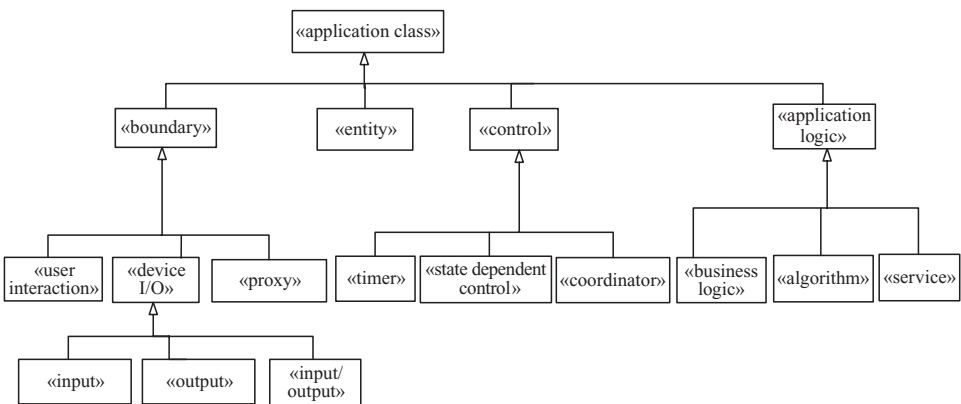 «application class»
«boundary»
«entity»
«control»
«application
logic»
«user
interaction»
«device
I/O»
«proxy»
«timer»
«state dependent
control»
«coordinator»
«business
logic»
«algorithm»
«service»
«input»
«output»
«input/
output»